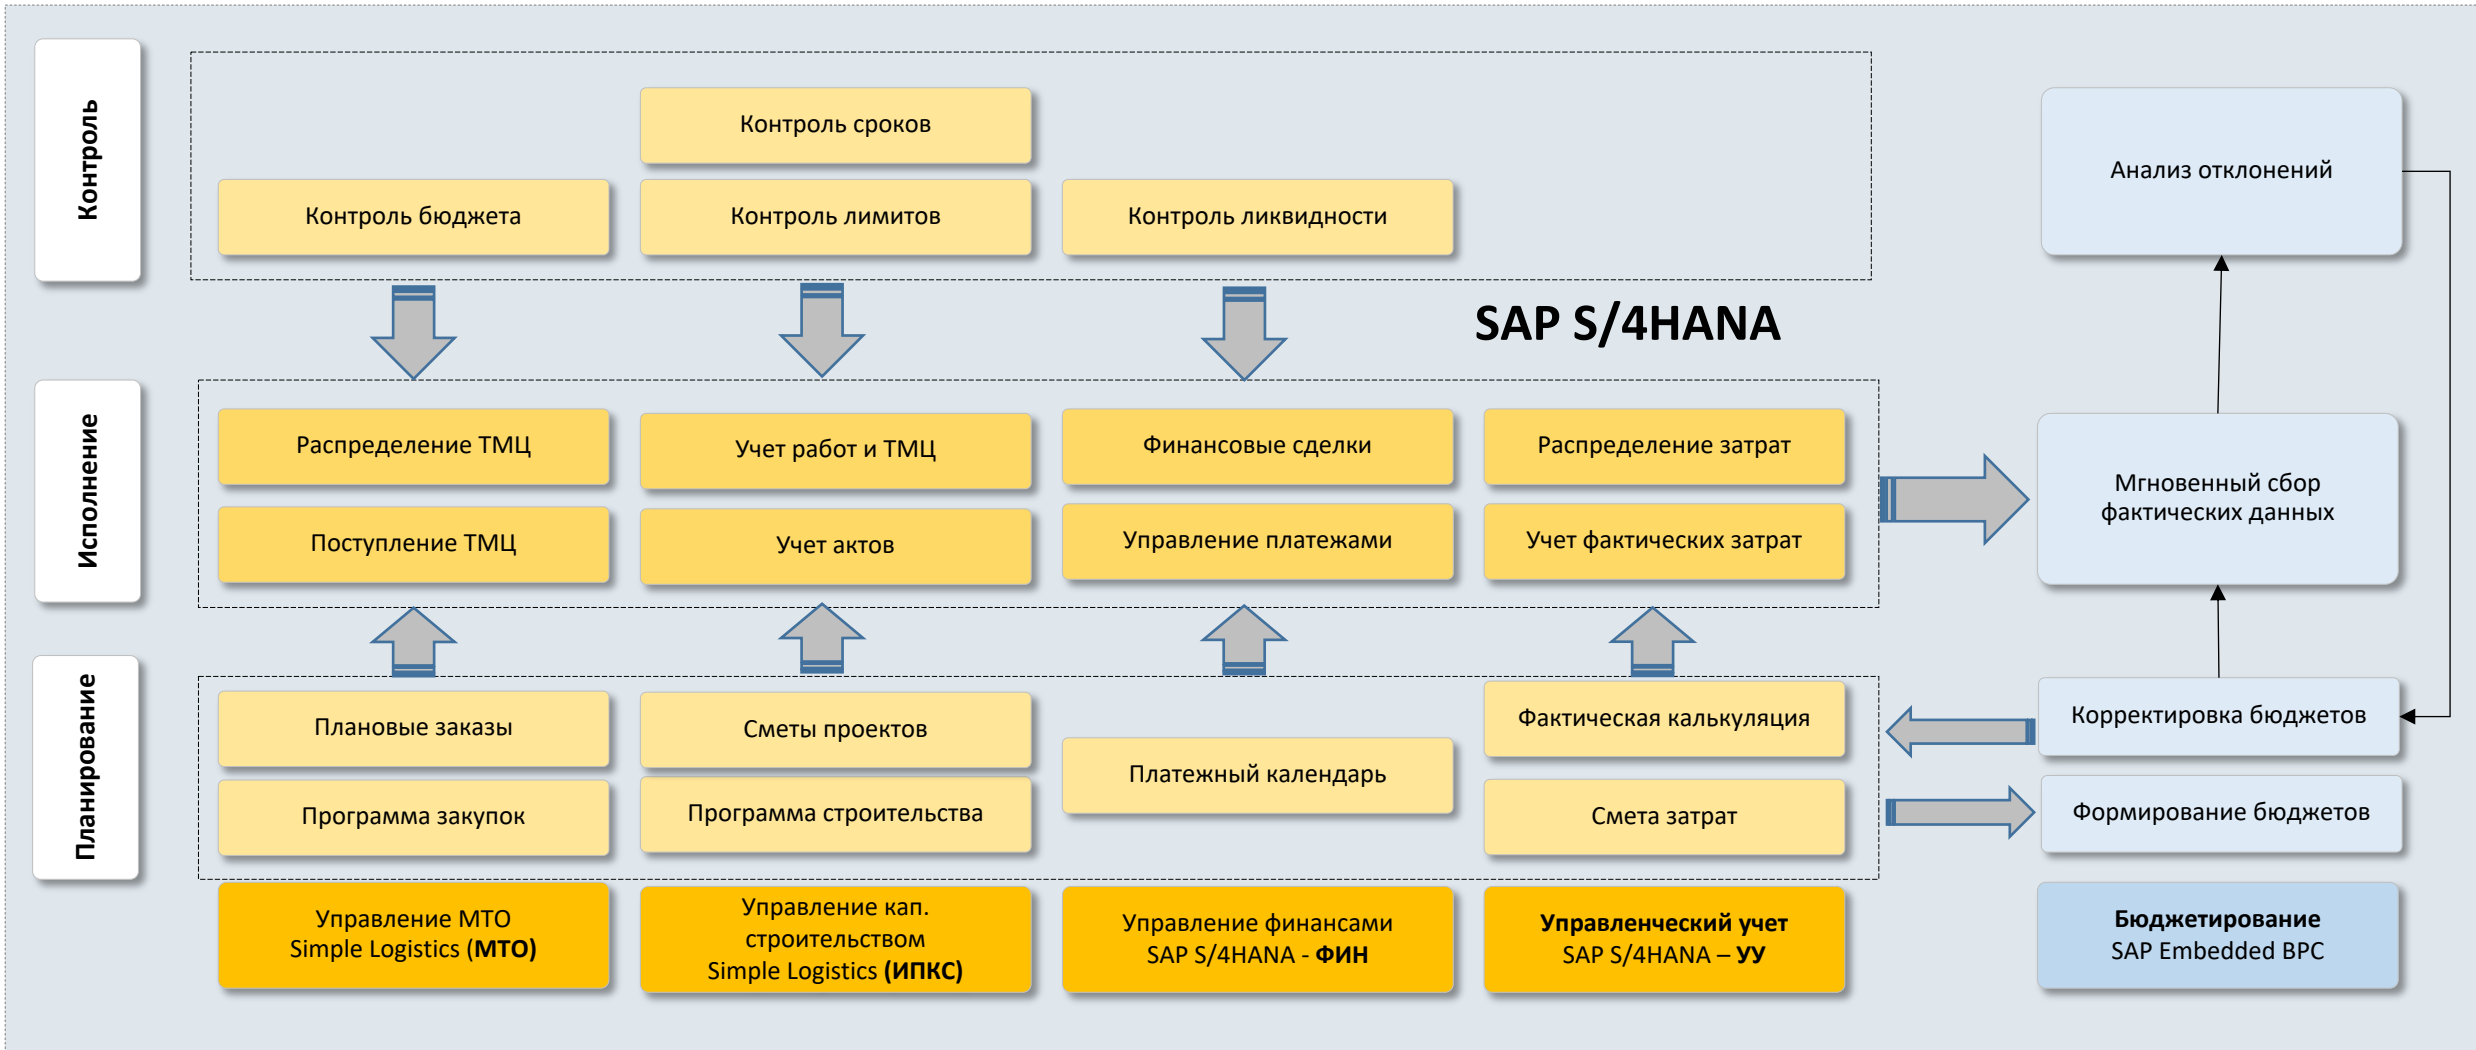 Контроль
Контроль сроков
Контроль бюджета
Контроль лимитов
Контроль ликвидности
Анализ отклонений
SAP S/4HANA
Исполнение
Распределение ТМЦ
Учет работ и ТМЦ
Финансовые сделки
Распределение затрат
Поступление ТМЦ
Учет актов
Управление платежами
Учет фактических затрат
Мгновенный сбор
фактических данных
Планирование
Плановые заказы
Сметы проектов
Платежный календарь
Фактическая калькуляция
Корректировка бюджетов
Программа закупок
Программа строительства
Смета затрат
Формирование бюджетов
Управление МТО
Simple Logistics (МТО)
Управление кап.
строительством
Simple Logistics (ИПКС)
Управление финансами
SAP S/4HANA - ФИН
Управленческий учет
SAP S/4HANA – УУ
Бюджетирование
SAP Embedded BPC